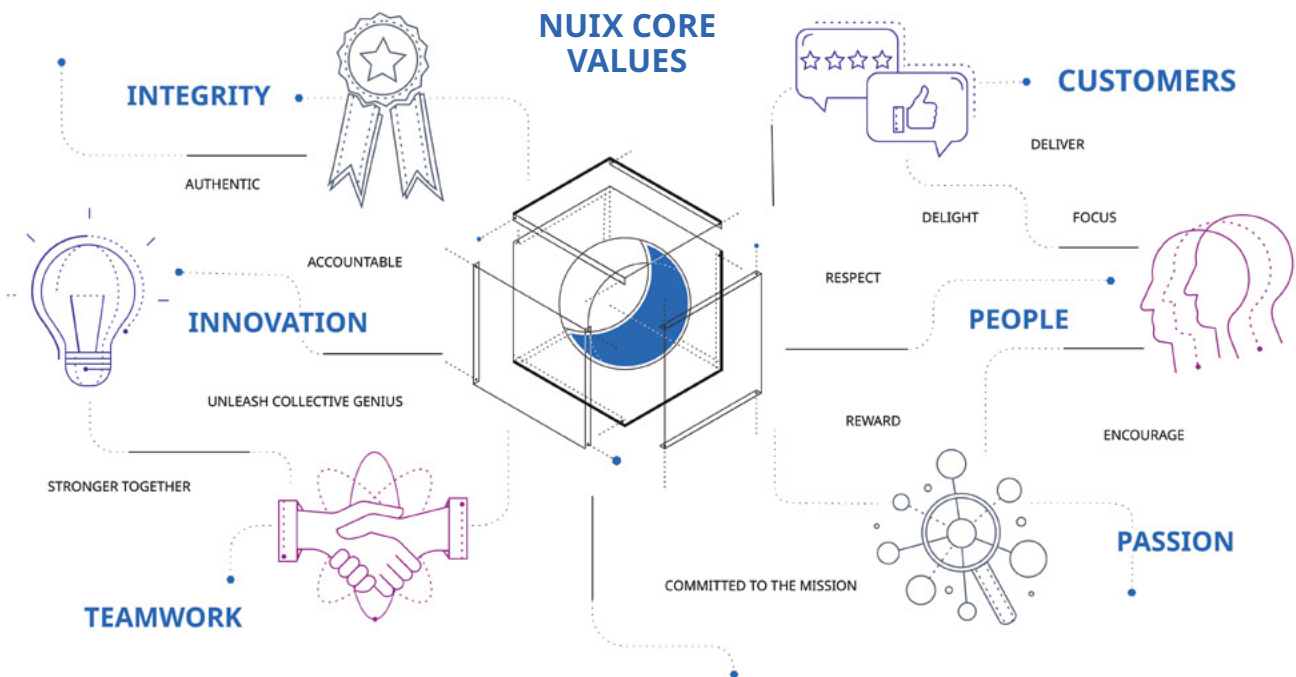 NUIX CORE
VALUES
INTEGRITY
AUTHENTIC
ACCOUNTABLE
INNOVATION
UNLEASH COLLECTIVE GENIUS
STRONGER TOGETHER
TEAMWORK
CUSTOMERS
DELIVER
DELIGHT
FOCUS
RESPECT
PEOPLE
REWARD
ENCOURAGE
PASSION
COMMITTED TO THE MISSION